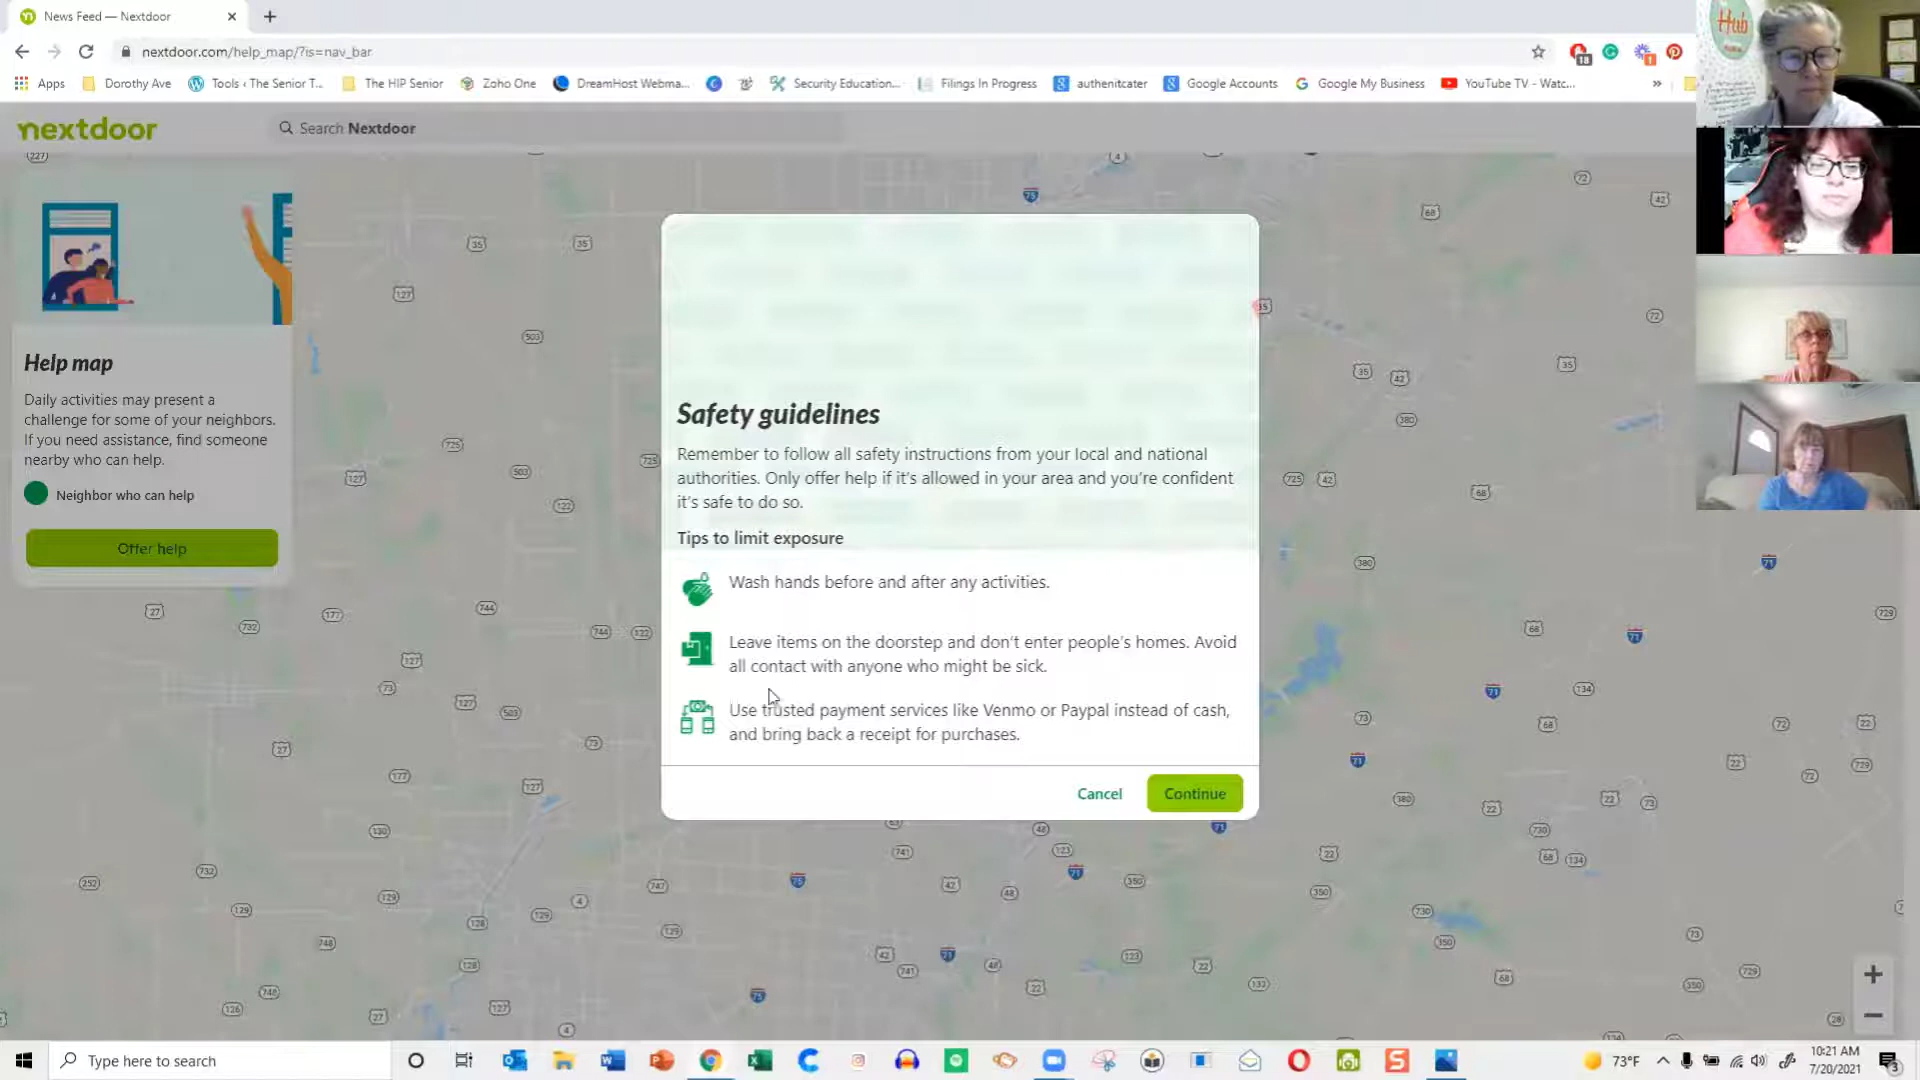 News Feed — Nextdoor
nextdoor.com/help_map/?is=nav_bar
18
1
Apps
Dorothy Ave
Tools ‹ The Senior T...
The HIP Senior
Zoho One
DreamHost Webma...
Security Education...
Filings In Progress
authenitcater
Google Accounts
Google My Business
YouTube TV - Watc...
Hub
nextdoor
Search Nextdoor
Help map
Daily activities may present a
challenge for some of your neighbors.
If you need assistance, find someone
nearby who can help.
Neighbor who can help
Offer help
Safety guidelines
Remember to follow all safety instructions from your local and national
authorities. Only offer help if it's allowed in your area and you're confident
it's safe to do so.
Tips to limit exposure
Wash hands before and after any activities.
Leave items on the doorstep and don't enter people's homes. Avoid
all contact with anyone who might be sick.
Use trusted payment services like Venmo or Paypal instead of cash,
and bring back a receipt for purchases.
Cancel
Continue
Type here to search
73°F
10:21 AM
7/20/2021
3